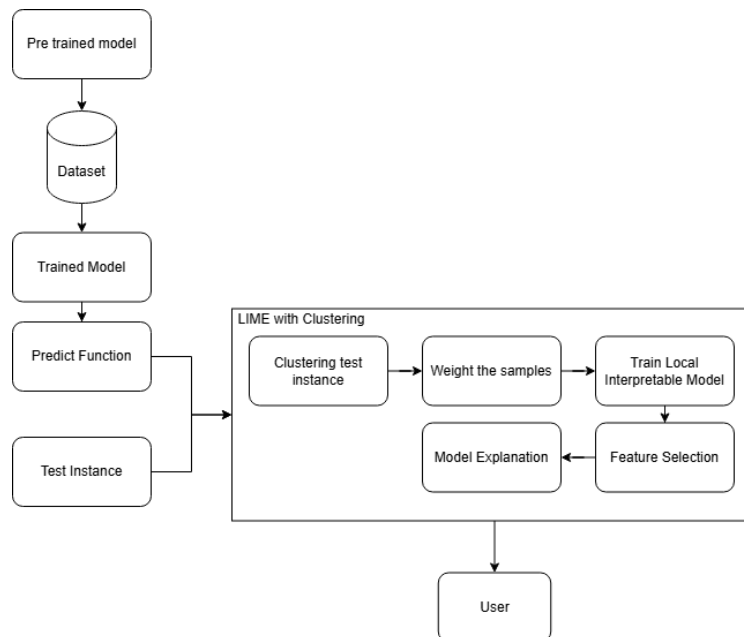 Pre trained model
Dataset
Trained Model
Predict Function
Test Instance
LIME with Clustering
Clustering test
instance
Weight the samples
Train Local
Interpretable Model
Model Explanation
Feature Selection
User